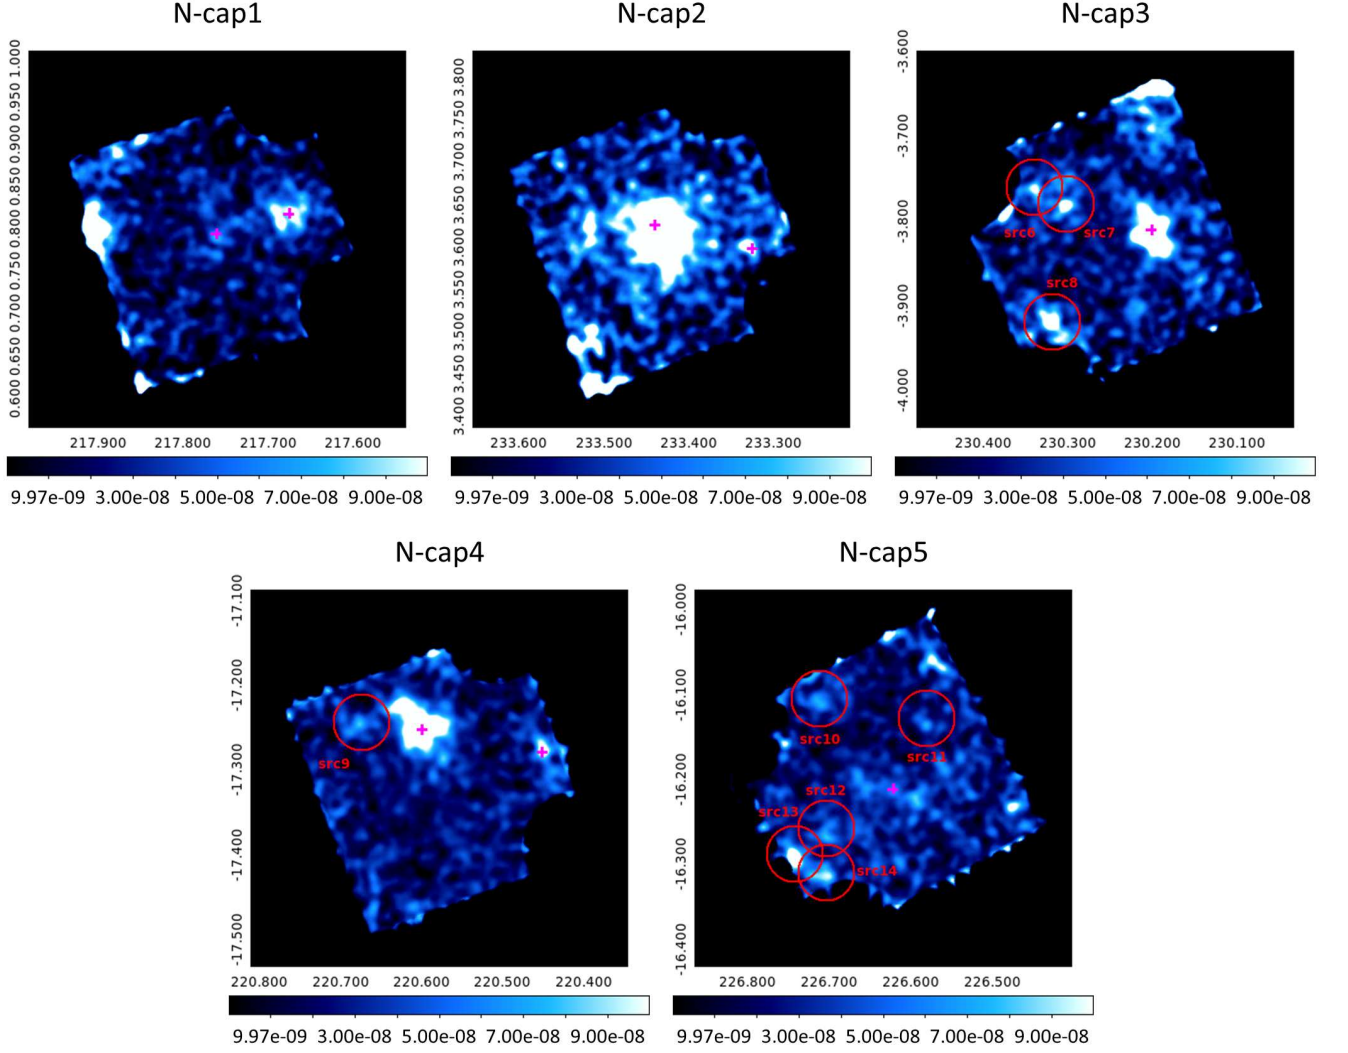 N-cap1
N-cap2
N-cap3
0.600 0.650 0.700 0.750 0.800 0.850 0.900 0.950 1.000
3.400 3.450 3.500 3.550 3.600 3.650 3.700 3.750 3.800
-4.000 -3.900 -3.800 -3.700 -3.600
src6
src7
src8
217.900 217.800 217.700 217.600
233.600 233.500 233.400 233.300
230.400 230.300 230.200 230.100
9.97e-09 3.00e-08 5.00e-08 7.00e-08 9.00e-08
9.97e-09 3.00e-08 5.00e-08 7.00e-08 9.00e-08
9.97e-09 3.00e-08 5.00e-08 7.00e-08 9.00e-08
N-cap4
N-cap5
-17.500 -17.400 -17.300 -17.200 -17.100
-16.400 -16.300 -16.200 -16.100 -16.000
src9
src10
src11
src12
src13
src14
220.800 220.700 220.600 220.500 220.400
226.800 226.700 226.600 226.500
9.97e-09 3.00e-08 5.00e-08 7.00e-08 9.00e-08
9.97e-09 3.00e-08 5.00e-08 7.00e-08 9.00e-08